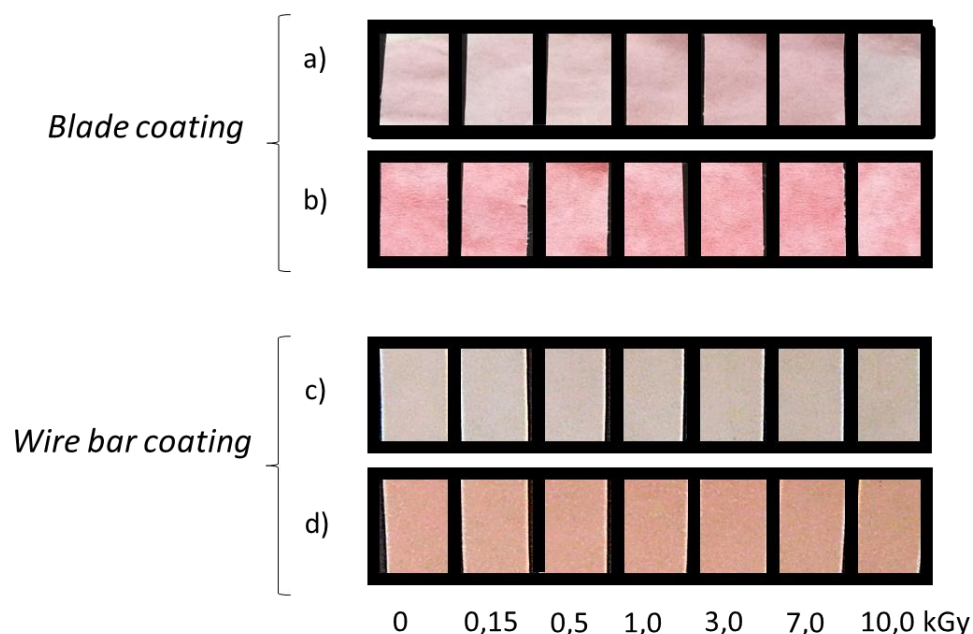 Blade coating
a)
b)
Wire bar coating
c)
d)
0 0,15 0,5 1,0 3,0 7,0 10,0 kGy